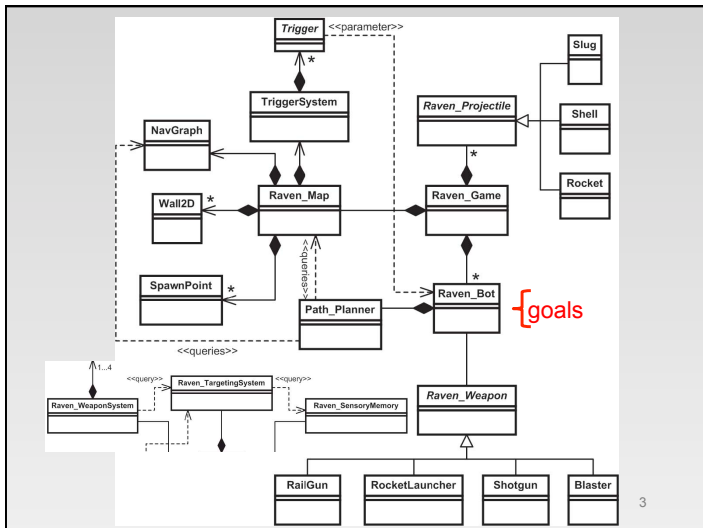 Trigger
<<parameter>>
Slug
TriggerSystem
*
Raven_Projectile
Shell
NavGraph
*
Rocket
Wall2D
*
Raven_Map
Raven_Game
<<queries>>
*
SpawnPoint
*
Path_Planner
Raven_Bot
goals
<<queries>>
1...4
<<query>>
Raven_TargetingSystem
<<query>>
Raven_WeaponSystem
Raven_SensoryMemory
Raven_Weapon
RailGun
RocketLauncher
Shotgun
Blaster
3